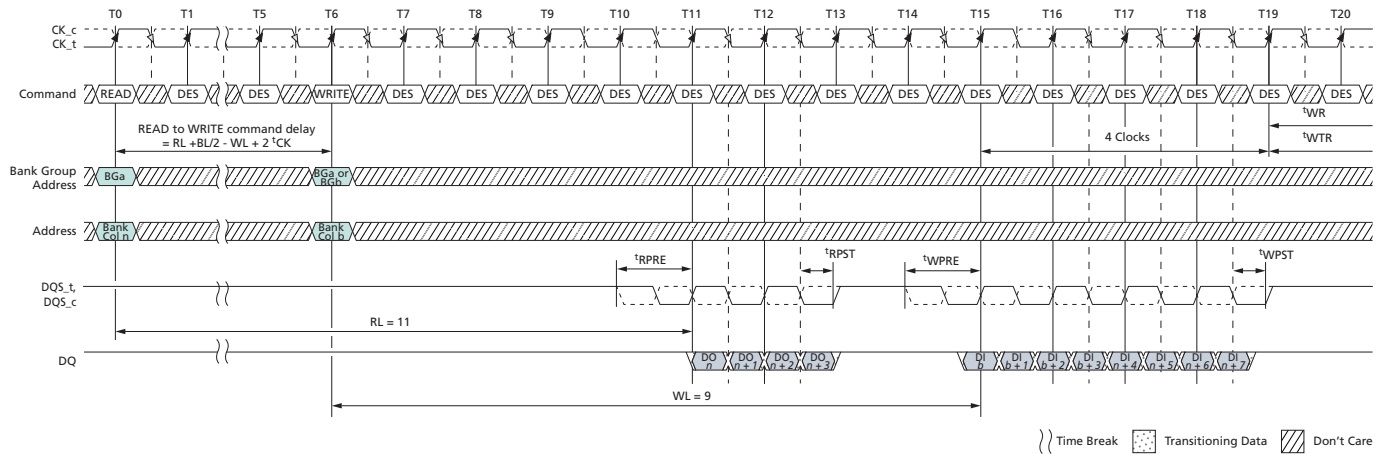 T0 T1 T5 T6 T7 T8 T9 T10 T11 T12 T13 T14 T15 T16 T17 T18 T19 T20
CK_c
CK_t
Command READ DES DES WRITE DES DES DES DES DES DES DES DES DES DES DES DES DES DES
tWR
READ to WRITE command delay
= RL +BL/2 - WL + 2 tCK
4 Clocks
tWTR
Bank Group
Address
BGa
BGa or
BGb
Address
Bank
Col n
Bank
Col b
tRPRE tRPST tWPRE tWPST
DQS_t,
DQS_c
RL = 11
DQ
DO
n
DO
n + 1
DO
n + 2
DO
n + 3
DI
b
DI
b + 1
DI
b + 2
DI
b + 3
DI
n + 4
DI
n + 5
DI
n + 6
DI
n + 7
WL = 9
Time Break Transitioning Data Don't Care